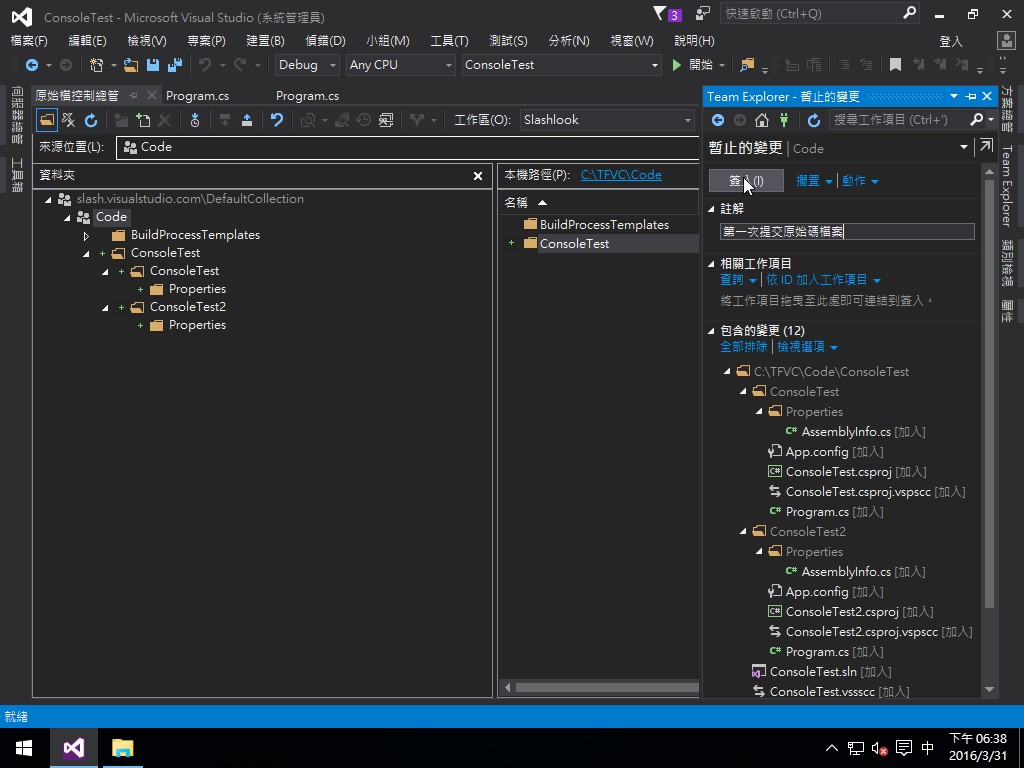 ConsoleTest - Microsoft Visual Studio (系統管理員)
3
快速啟動 (Ctrl+Q)
檔案(F) 編輯(E) 檢視(V) 專案(P) 建置(B) 偵錯(D) 小組(M) 工具(T) 測試(S) 分析(N) 視窗(W) 說明(H) 登入
Debug Any CPU ConsoleTest 開始
伺服器總管
工具箱
原始檔控制總管 Program.cs Program.cs
工作區(O): Slashlook
來源位置(L): Code
資料夾
slash.visualstudio.com\DefaultCollection
Code
BuildProcessTemplates
ConsoleTest
ConsoleTest
Properties
ConsoleTest2
Properties
本機路徑(P): C:\TFVC\Code
名稱
BuildProcessTemplates
ConsoleTest
Team Explorer - 暫止的變更
搜尋工作項目 (Ctrl+')
暫止的變更 | Code
簽入(I) 擱置 動作
註解
第一次提交原始碼檔案
相關工作項目
查詢 依 ID 加入工作項目
將工作項目拖曳至此處即可連結到簽入。
包含的變更 (12)
全部排除 檢視選項
C:\TFVC\Code\ConsoleTest
ConsoleTest
Properties
AssemblyInfo.cs [加入]
App.config [加入]
ConsoleTest.csproj [加入]
ConsoleTest.csproj.vspscc [加入]
Program.cs [加入]
ConsoleTest2
Properties
AssemblyInfo.cs [加入]
App.config [加入]
ConsoleTest2.csproj [加入]
ConsoleTest2.csproj.vspscc [加入]
Program.cs [加入]
ConsoleTest.sln [加入]
ConsoleTest.vssscc [加入]
方案總管
Team Explorer
類別檢視
屬性
就緒
中
下午 06:38
2016/3/31